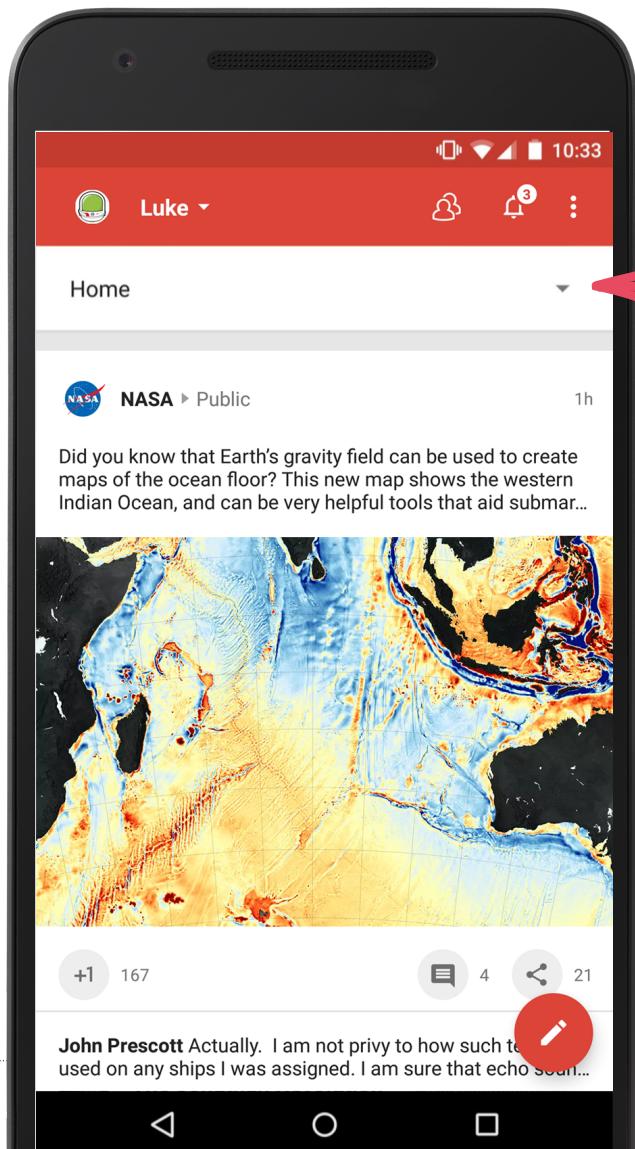 10:33
Luke
3
Home
NASA
NASA Public
1h
Did you know that Earth’s gravity field can be used to create
maps of the ocean floor? This new map shows the western
Indian Ocean, and can be very helpful tools that aid submar...
+1 167 4 21
John Prescott Actually. I am not privy to how such
used on any ships I was assigned. I am sure that echo